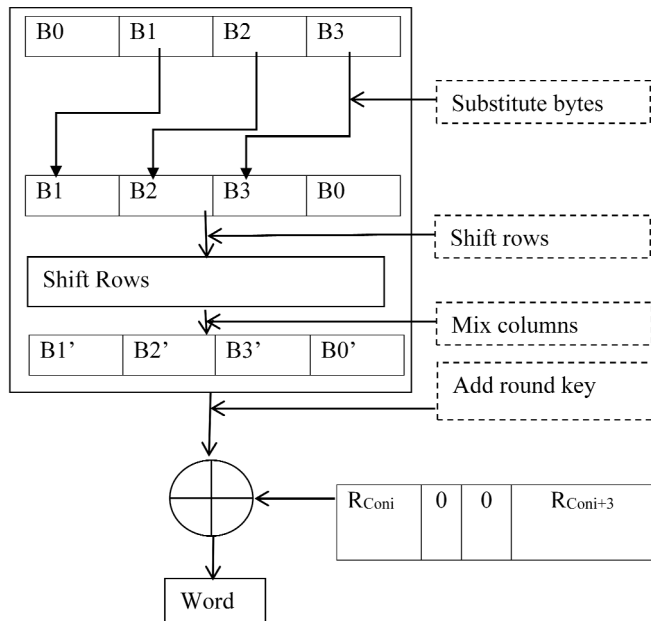 B0 B1 B2 B3
Substitute bytes
B1 B2 B3 B0
Shift rows
Shift Rows
Mix columns
B1’ B2’ B3’ B0’
Add round key
RConi 0 0 RConi+3
Word